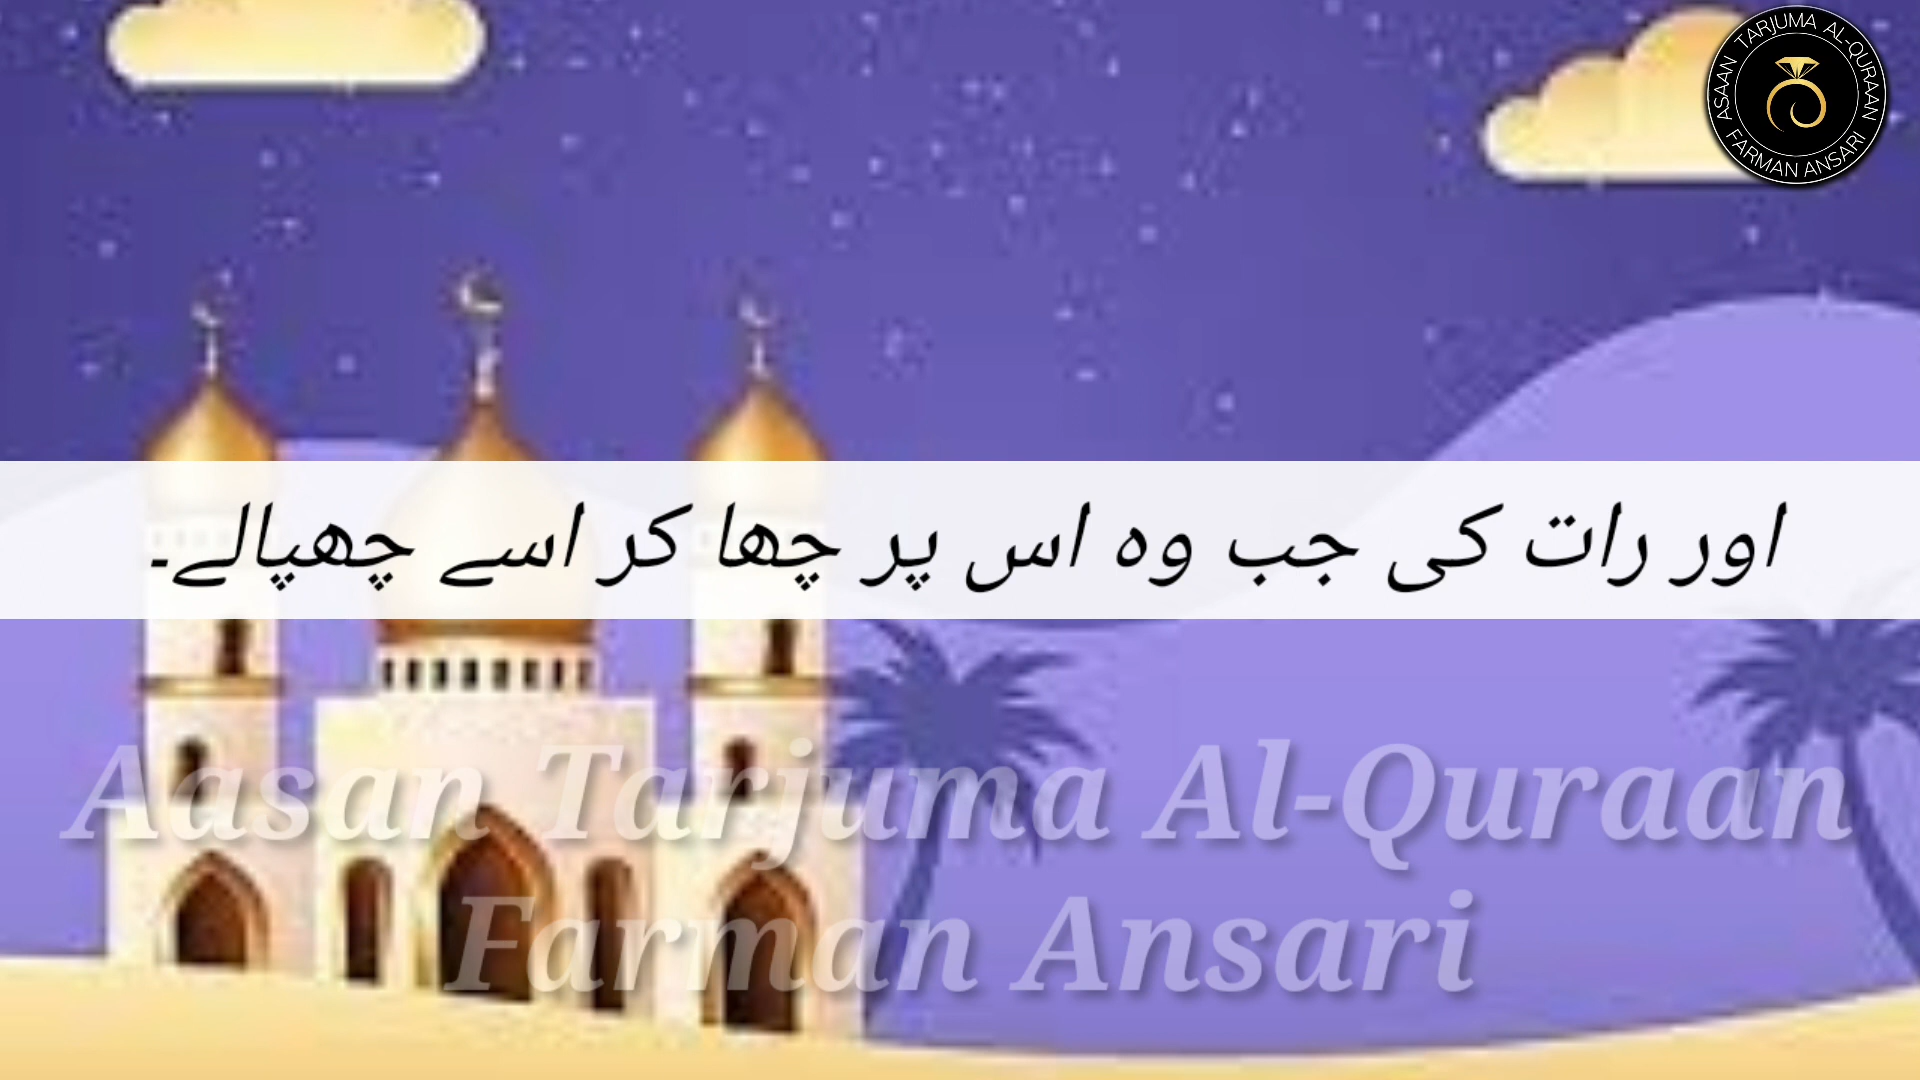 ASAAN TARJUMA AL-QURAAN
FARMAN ANSARI
اور رات کی جب وہ اس پر چھا کر اسے چھپالے۔
Aasan Tarjuma Al-Quraan
Farman Ansari